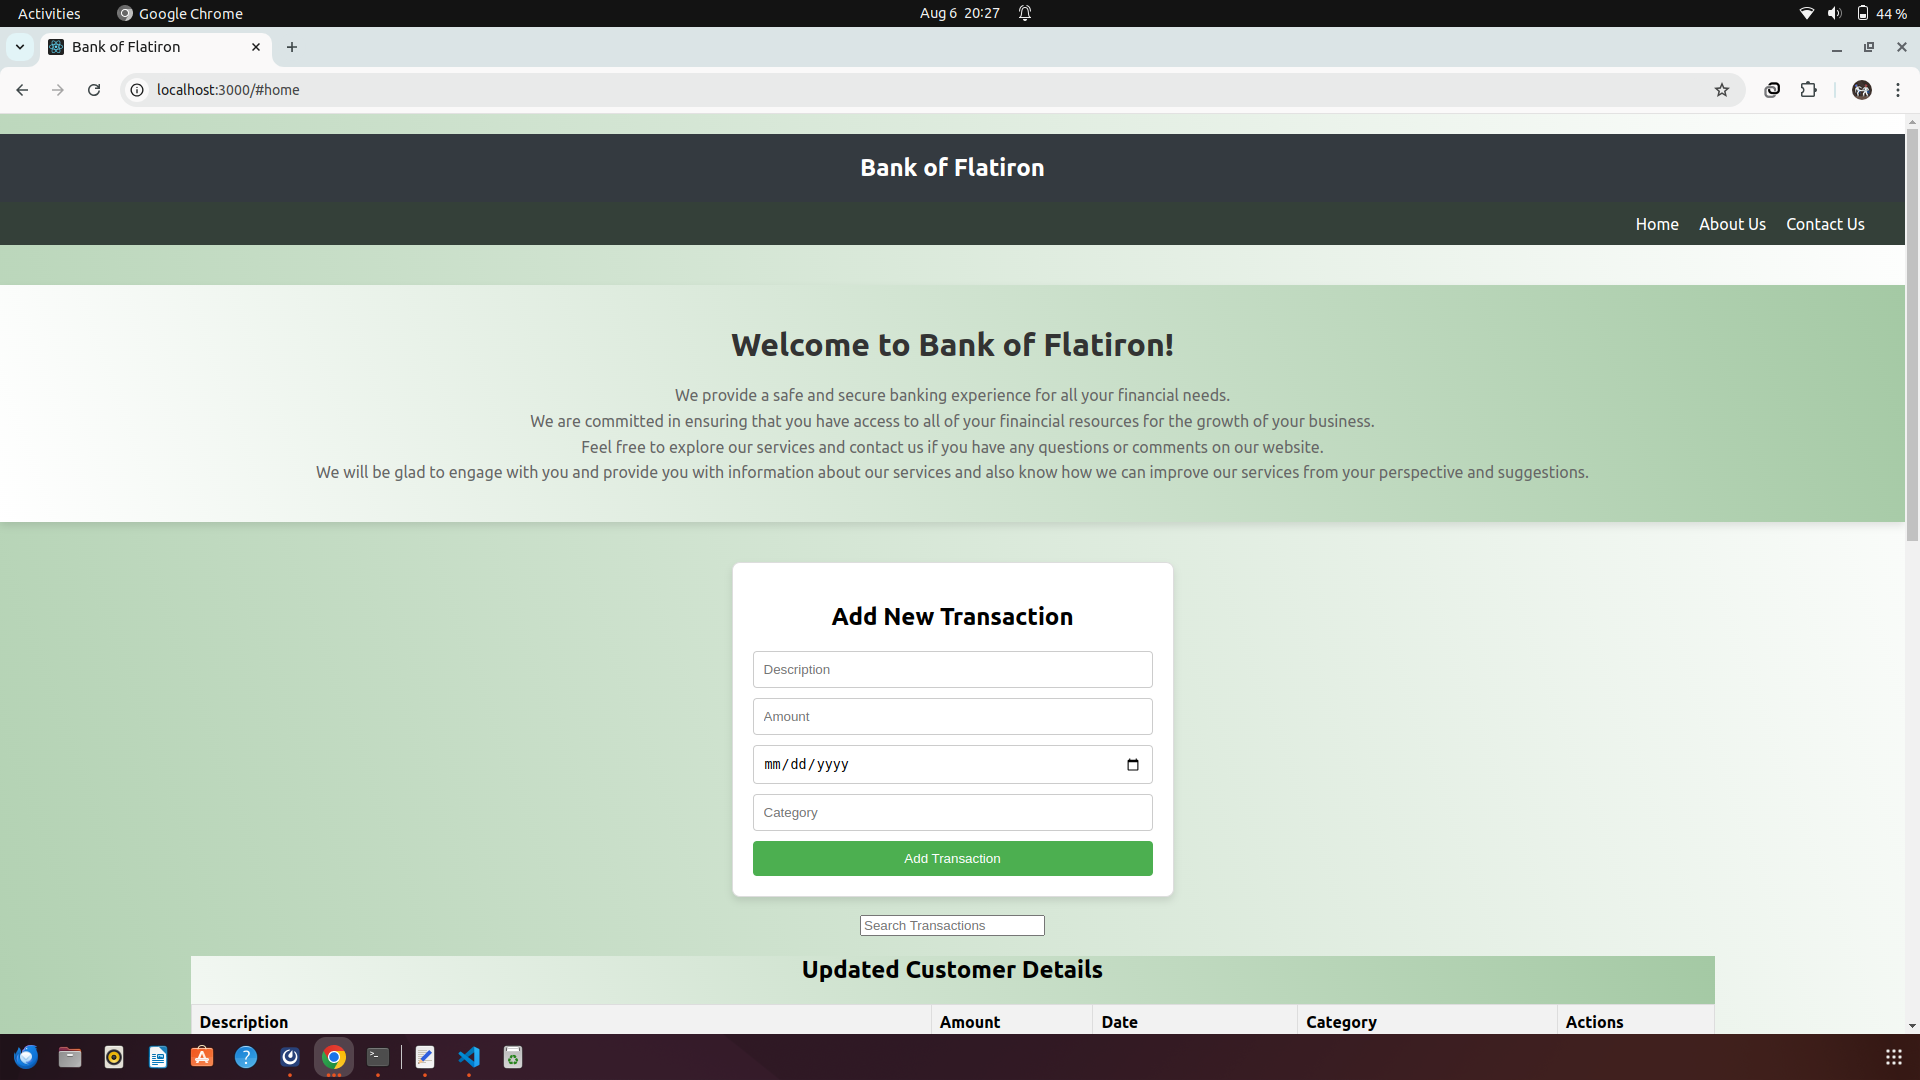 Activities
Google Chrome
Aug 6 20:27
44 %
Bank of Flatiron
localhost:3000/#home
Bank of Flatiron
Home About Us Contact Us
Welcome to Bank of Flatiron!
We provide a safe and secure banking experience for all your financial needs.
We are committed in ensuring that you have access to all of your finaincial resources for the growth of your business.
Feel free to explore our services and contact us if you have any questions or comments on our website.
We will be glad to engage with you and provide you with information about our services and also know how we can improve our services from your perspective and suggestions.
Add New Transaction
Description
Amount
mm/dd/yyyy
Category
Add Transaction
Search Transactions
Updated Customer Details
Description Amount Date Category Actions